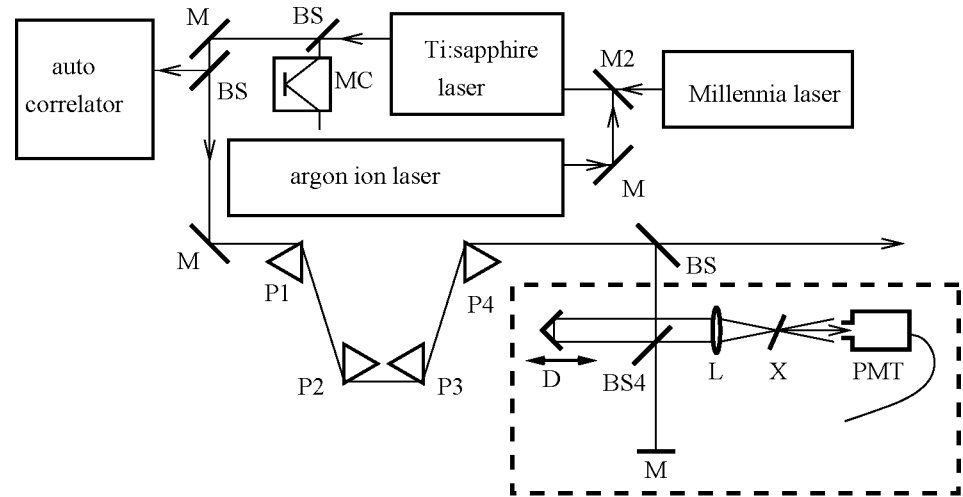 M
BS
Ti:sapphire
laser
M2
Millennia laser
auto
correlator
BS
MC
argon ion laser
M
M
P1
P4
BS
P2
P3
D
BS4
L
X
PMT
M